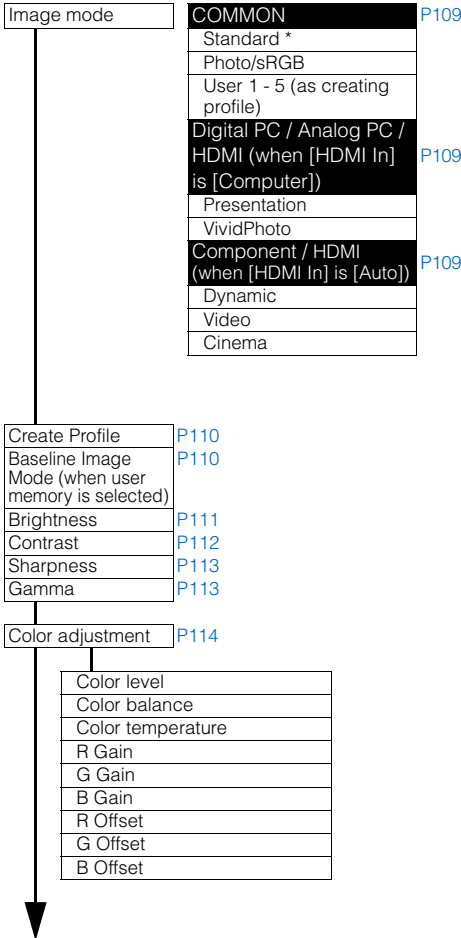 Image mode
COMMON P109
Standard *
Photo/sRGB
User 1 - 5 (as creating
profile)
Digital PC / Analog PC /
HDMI (when [HDMI In] P109
is [Computer])
Presentation
VividPhoto
Component / HDMI
(when [HDMI In] is [Auto]) P109
Dynamic
Video
Cinema
Create Profile P110
Baseline Image P110
Mode (when user
memory is selected)
Brightness P111
Contrast P112
Sharpness P113
Gamma P113
Color adjustment P114
Color level
Color balance
Color temperature
R Gain
G Gain
B Gain
R Offset
G Offset
B Offset